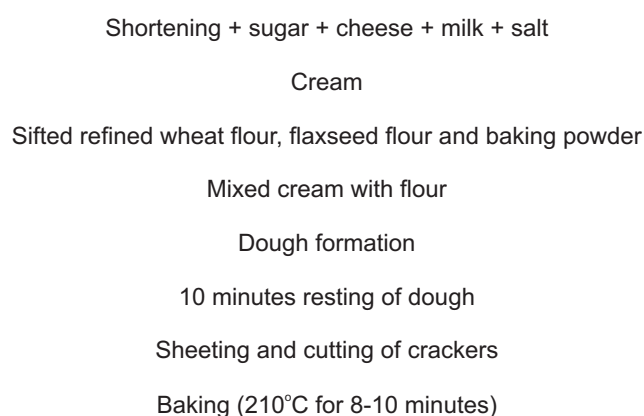 Shortening + sugar + cheese + milk + salt
Cream
Sifted refined wheat flour, flaxseed flour and baking powder
Mixed cream with flour
Dough formation
10 minutes resting of dough
Sheeting and cutting of crackers
Baking (210°C for 8-10 minutes)